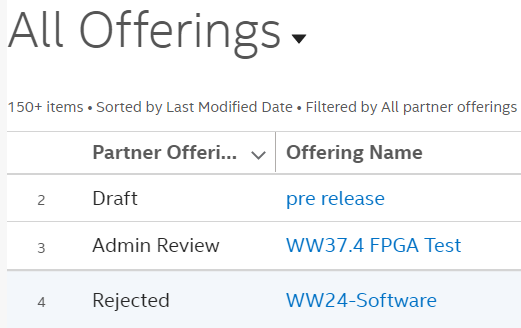 All Offerings
150+ items • Sorted by Last Modified Date • Filtered by All partner offerings
Partner Offeri... Offering Name
2 Draft pre release
3 Admin Review WW37.4 FPGA Test
4 Rejected WW24-Software